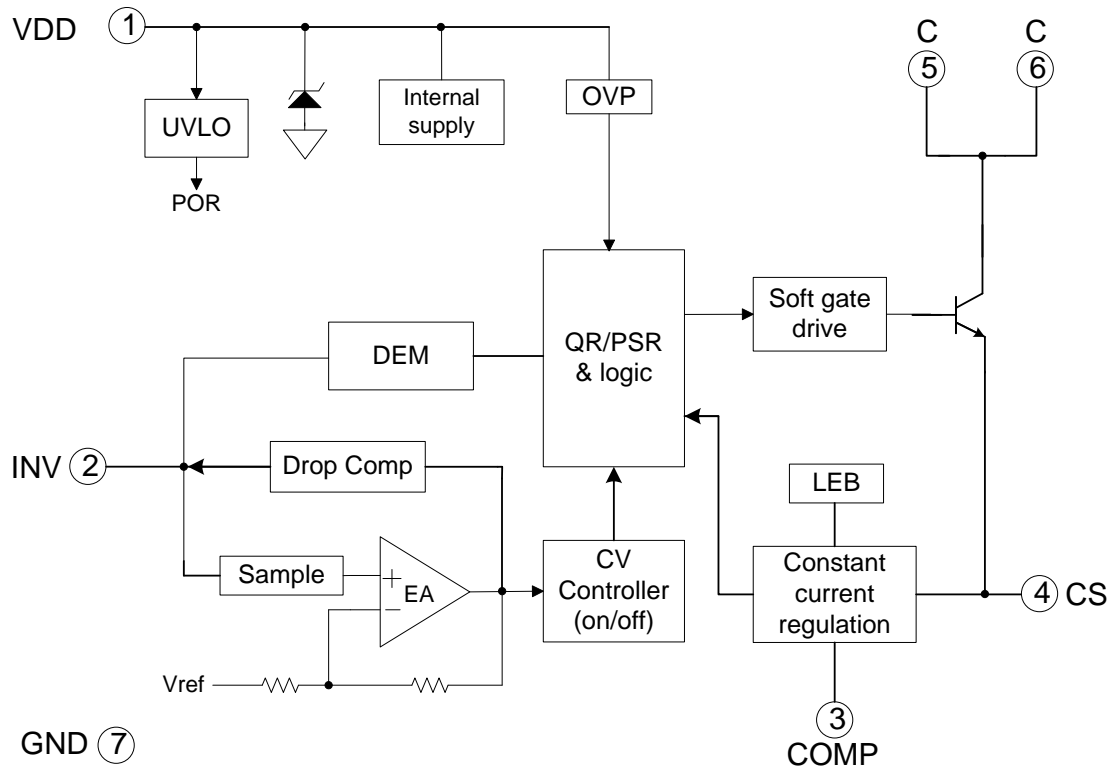 VDD 1
C
C
5
6
UVLO
Internal
supply
OVP
POR
Soft gate
drive
QR/PSR
& logic
DEM
INV 2
Drop Comp
LEB
Sample
+
EA
−
CV
Controller
(on/off)
Constant
current
regulation
4 CS
Vref
3
COMP
GND 7